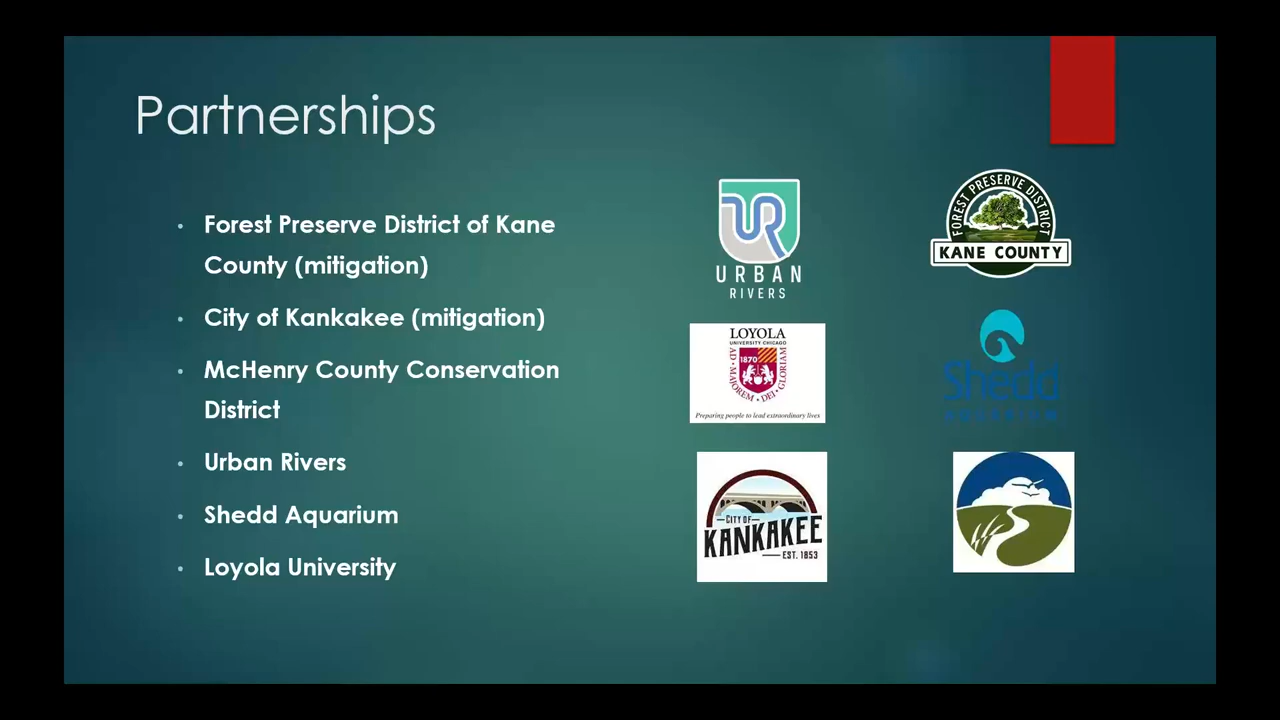 Partnerships
• Forest Preserve District of Kane
County (mitigation)
• City of Kankakee (mitigation)
• McHenry County Conservation
District
• Urban Rivers
• Shedd Aquarium
• Loyola University
UR
URBAN
RIVERS
FOREST PRESERVE DISTRICT
KANE COUNTY
LOYOLA
UNIVERSITY CHICAGO
1870
AD • MAJOREM • DEI • GLORIAM
Preparing people to lead extraordinary lives
Shedd
AQUARIUM
CITY OF
KANKAKEE
EST. 1853